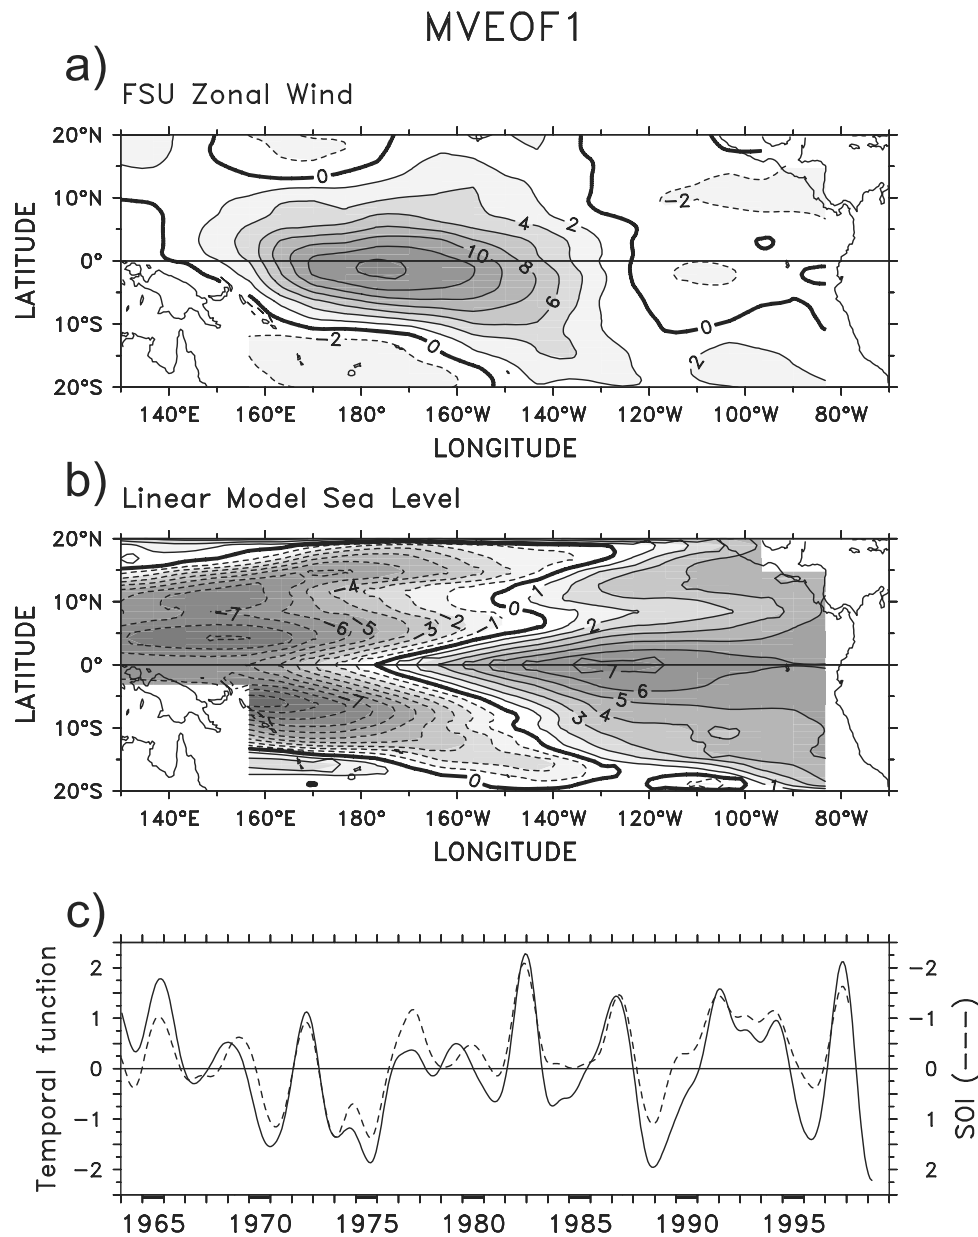 MVEOF1
a)
FSU Zonal Wind
20°N
10°N
0°
10°S
20°S
LATITUDE
0
4
2
-2
10
8
6
0
-2
0
2
140°E 160°E 180° 160°W 140°W 120°W 100°W 80°W
LONGITUDE
b)
Linear Model Sea Level
20°N
10°N
0°
10°S
20°S
LATITUDE
-4
-7
-6
-5
-3
-2
-1
0
1
2
1
7
6
5
4
3
-7
0
1
140°E 160°E 180° 160°W 140°W 120°W 100°W 80°W
LONGITUDE
c)
Temporal function
2
1
0
-1
-2
-2
-1
0
1
2
SOI (---)
1965 1970 1975 1980 1985 1990 1995